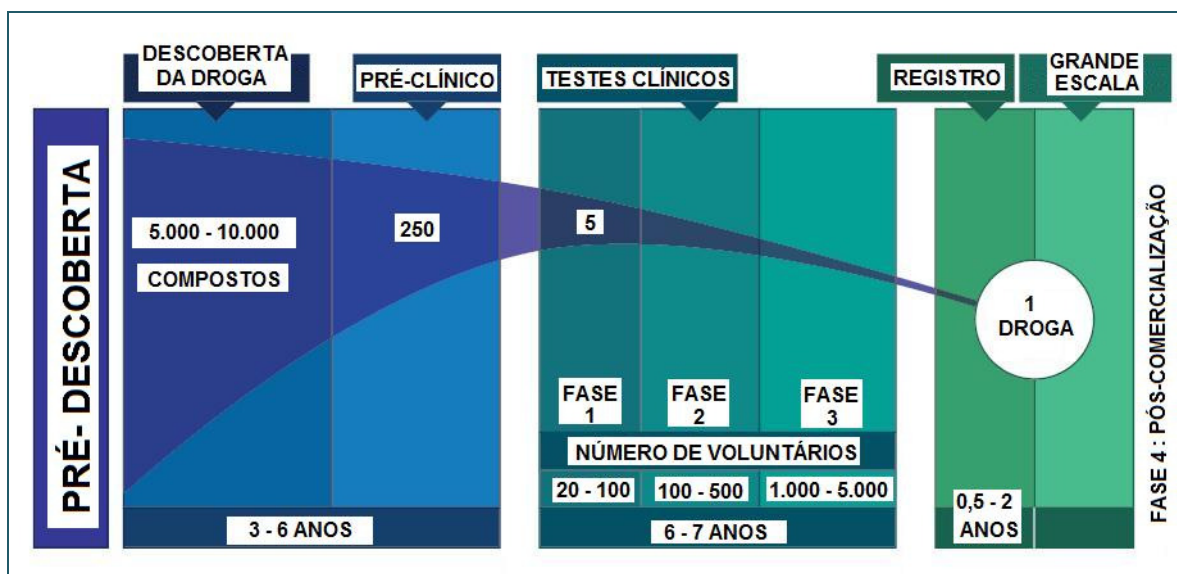 PRÉ- DESCOBERTA
DESCOBERTA
DA DROGA
PRÉ-CLÍNICO
TESTES CLÍNICOS
REGISTRO
GRANDE
ESCALA
5.000 - 10.000
COMPOSTOS
250
5
1
DROGA
FASE
1
FASE
2
FASE
3
NÚMERO DE VOLUNTÁRIOS
20 - 100
100 - 500
1.000 - 5.000
3 - 6 ANOS
6 - 7 ANOS
0,5 - 2
ANOS
FASE 4 : PÓS-COMERCIALIZAÇÃO